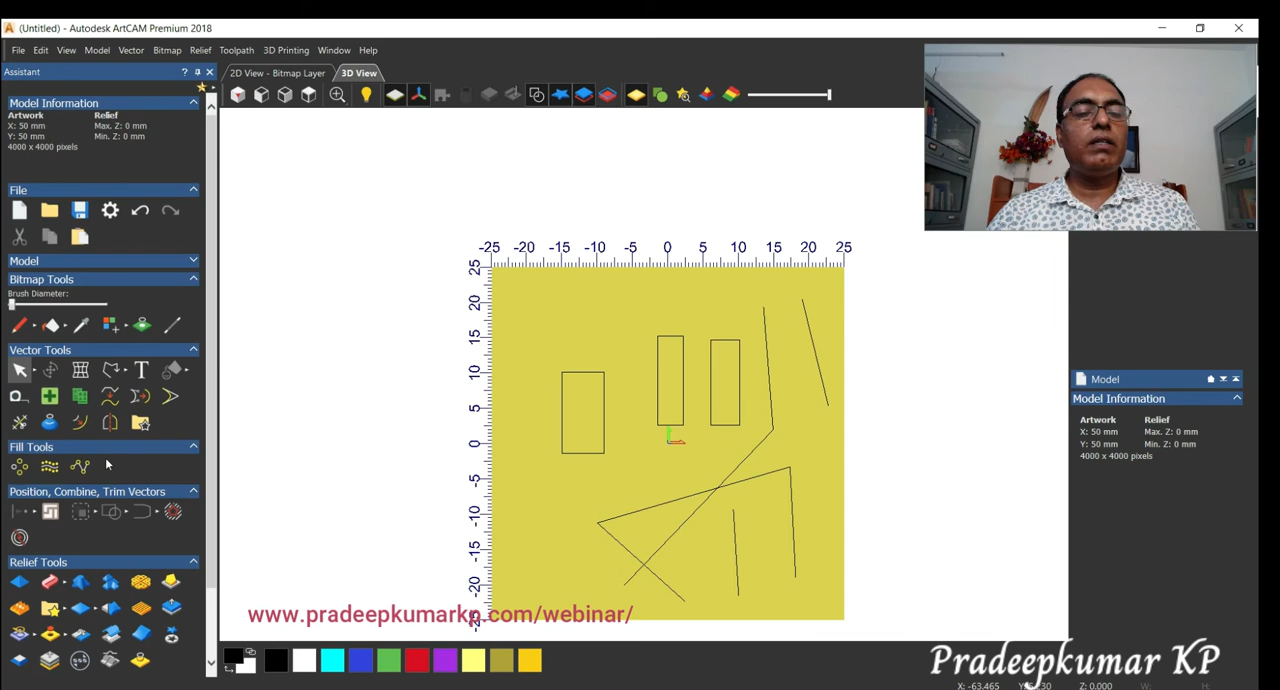 (Untitled) - Autodesk ArtCAM Premium 2018
File Edit View Model Vector Bitmap Relief Toolpath 3D Printing Window Help
Assistant
2D View - Bitmap Layer 3D View
Model Information
Artwork Relief
X: 50 mm Max. Z: 0 mm
Y: 50 mm Min. Z: 0 mm
4000 x 4000 pixels
File
Model
Bitmap Tools
Brush Diameter:
Vector Tools
Fill Tools
Position, Combine, Trim Vectors
Relief Tools
-25 -20 -15 -10 -5 0 5 10 15 20 25
25
20
15
10
5
0
-5
-10
-15
-20
Model
Model Information
Artwork Relief
X: 50 mm Max. Z: 0 mm
Y: 50 mm Min. Z: 0 mm
4000 x 4000 pixels
www.pradeepkumarkp.com/webinar/
Pradeepkumar KP
X: -63.465 Z: 0.000